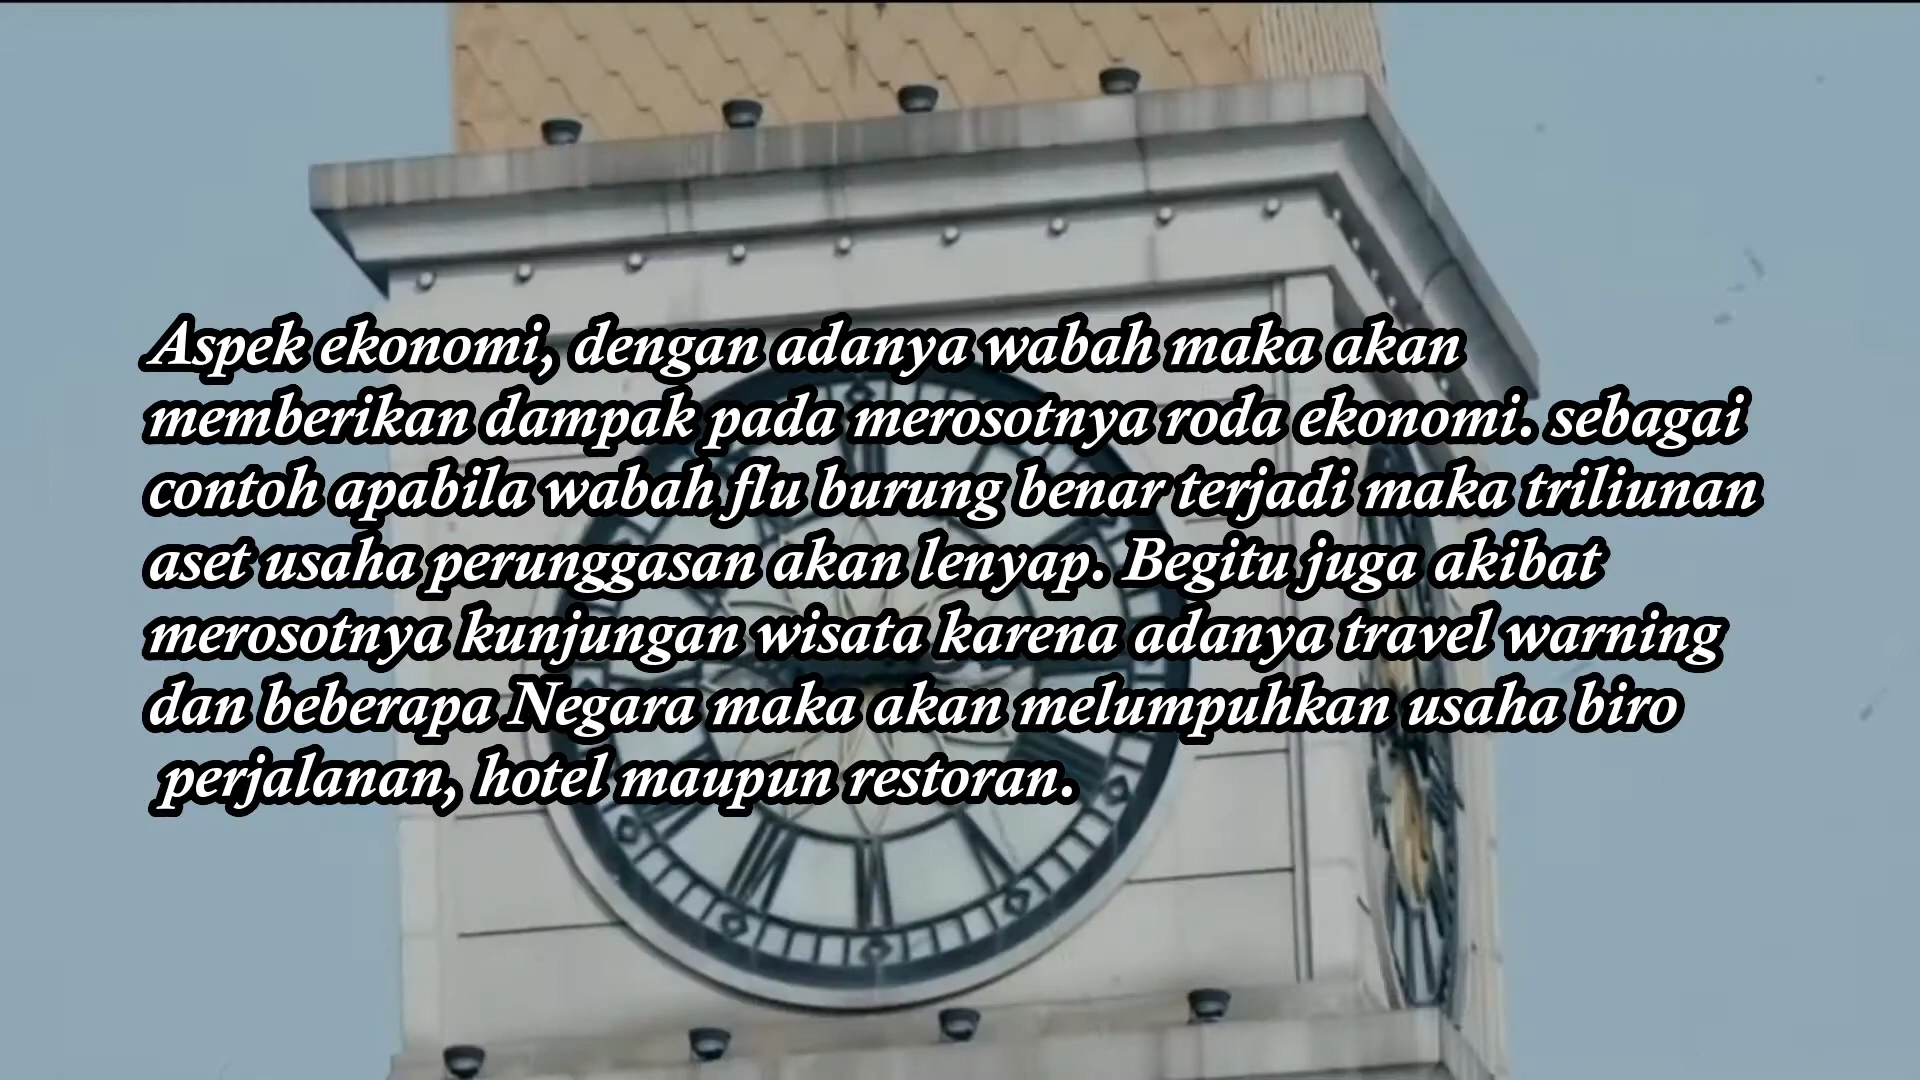 Aspek ekonomi, dengan adanya wabah maka akan
memberikan dampak pada merosotnya roda ekonomi. sebagai
contoh apabila wabah flu burung benar terjadi maka triliunan
aset usaha perunggasan akan lenyap. Begitu juga akibat
merosotnya kunjungan wisata karena adanya travel warning
dan beberapa Negara maka akan melumpuhkan usaha biro
perjalanan, hotel maupun restoran.